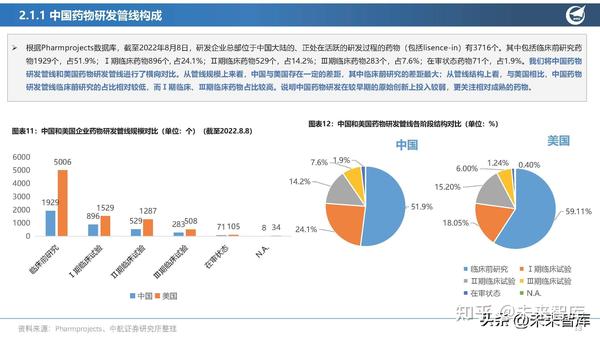 2.1.1 中国药物研发管线构成
➢ 根据Pharmprojects数据库，截至2022年8月8日，研发企业总部位于中国大陆的、正处在活跃的研发过程的药物（包括lisence-in）有3716个。其中包括临床前研究药
物1929个，占51.9%；Ⅰ期临床药物896个，占24.1%；Ⅱ期临床药物529个，占14.2%；Ⅲ期临床药物283个，占7.6%；在审状态药物71个，占1.9%。我们将中国药物
研发管线和美国药物研发管线进行了横向对比。从管线规模上来看，中国与美国存在一定的差距，其中临床前研究的差距最大；从管线结构上看，与美国相比，中国药物
研发管线临床前研究的占比相对较低，而Ⅰ期临床、Ⅲ期临床药物占比较高。说明中国药物研发在较早期的原始创新上投入较弱，更关注相对成熟的药物。
图表11：中国和美国企业药物研发管线规模对比（单位：个）（截至2022.8.8）
6000
5000
4000
3000
2000
1000
0
1929
5006
896
1529
529
1287
283
508
71
105
8
34
临床前研究
Ⅰ期临床试验
Ⅱ期临床试验
Ⅲ期临床试验
在审状态
N.A.
中国
美国
图表12：中国和美国药物研发管线各阶段结构对比（单位：%）
中国
美国
7.6%
1.9%
14.2%
24.1%
51.9%
6.00%
1.24%
0.40%
15.20%
18.05%
59.11%
临床前研究
Ⅰ期临床试验
Ⅱ期临床试验
Ⅲ期临床试验
在审状态
N.A.
资料来源：Pharmprojects、中航证券研究所整理
知乎 @未来智库
头条@未来智库